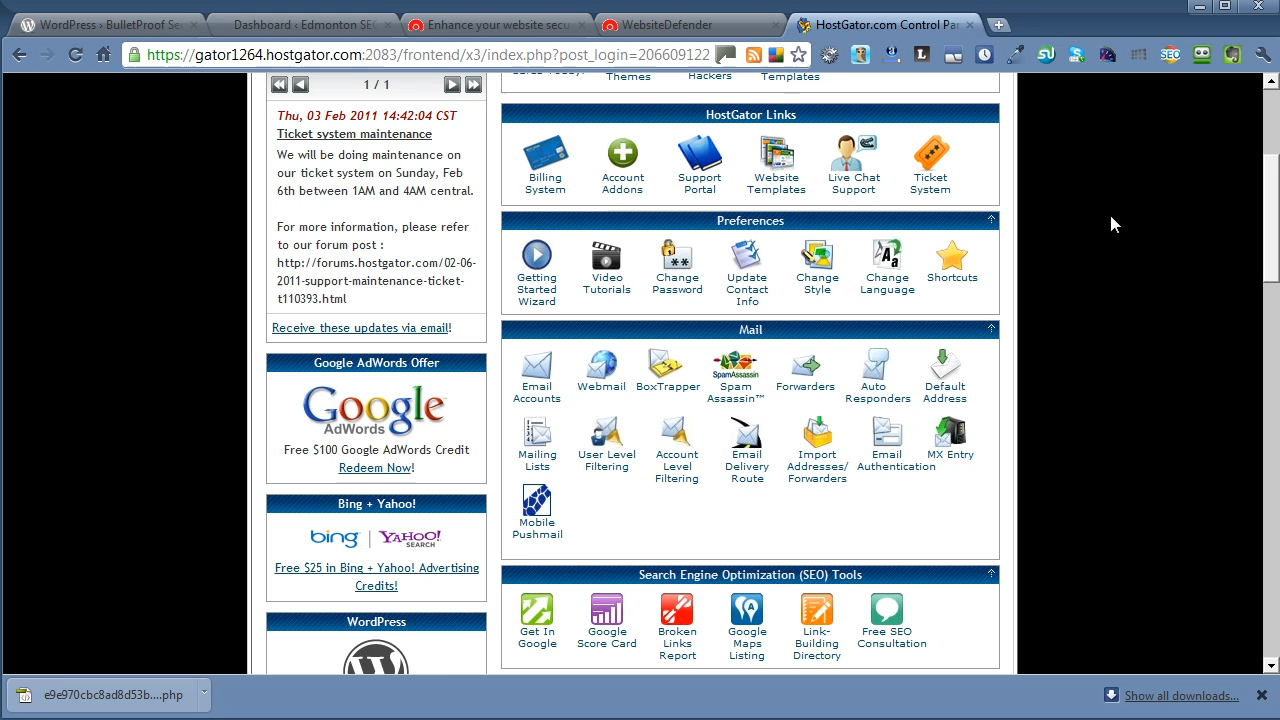 WordPress › BulletProof Se
Dashboard ‹ Edmonton SEO
Enhance your website secu
WebsiteDefender
HostGator.com Control Pa
https://gator1264.hostgator.com:2083/frontend/x3/index.php?post_login=206609122
SEO
1 / 1
Thu, 03 Feb 2011 14:42:04 CST
Ticket system maintenance
We will be doing maintenance on
our ticket system on Sunday, Feb
6th between 1AM and 4AM central.
For more information, please refer
to our forum post :
http://forums.hostgator.com/02-06-
2011-support-maintenance-ticket-
t110393.html
Receive these updates via email!
Google AdWords Offer
Google
AdWords
Free $100 Google AdWords Credit
Redeem Now!
Bing + Yahoo!
bing | YAHOO!
SEARCH
Free $25 in Bing + Yahoo! Advertising
Credits!
WordPress
Themes
Hackers
Templates
HostGator Links
Billing System
Account Addons
Support Portal
Website Templates
Live Chat Support
Ticket System
Preferences
Getting Started Wizard
Video Tutorials
Change Password
Update Contact Info
Change Style
Change Language
Shortcuts
Mail
Email Accounts
Webmail
BoxTrapper
SpamAssassin
Spam Assassin™
Forwarders
Auto Responders
Default Address
Mailing Lists
User Level Filtering
Account Level Filtering
Email Delivery Route
Import Addresses/ Forwarders
Email Authentication
MX Entry
Mobile Pushmail
Search Engine Optimization (SEO) Tools
Get In Google
Google Score Card
Broken Links Report
Google Maps Listing
Link- Building Directory
Free SEO Consultation
e9e970cbc8ad8d53b....php
Show all downloads...